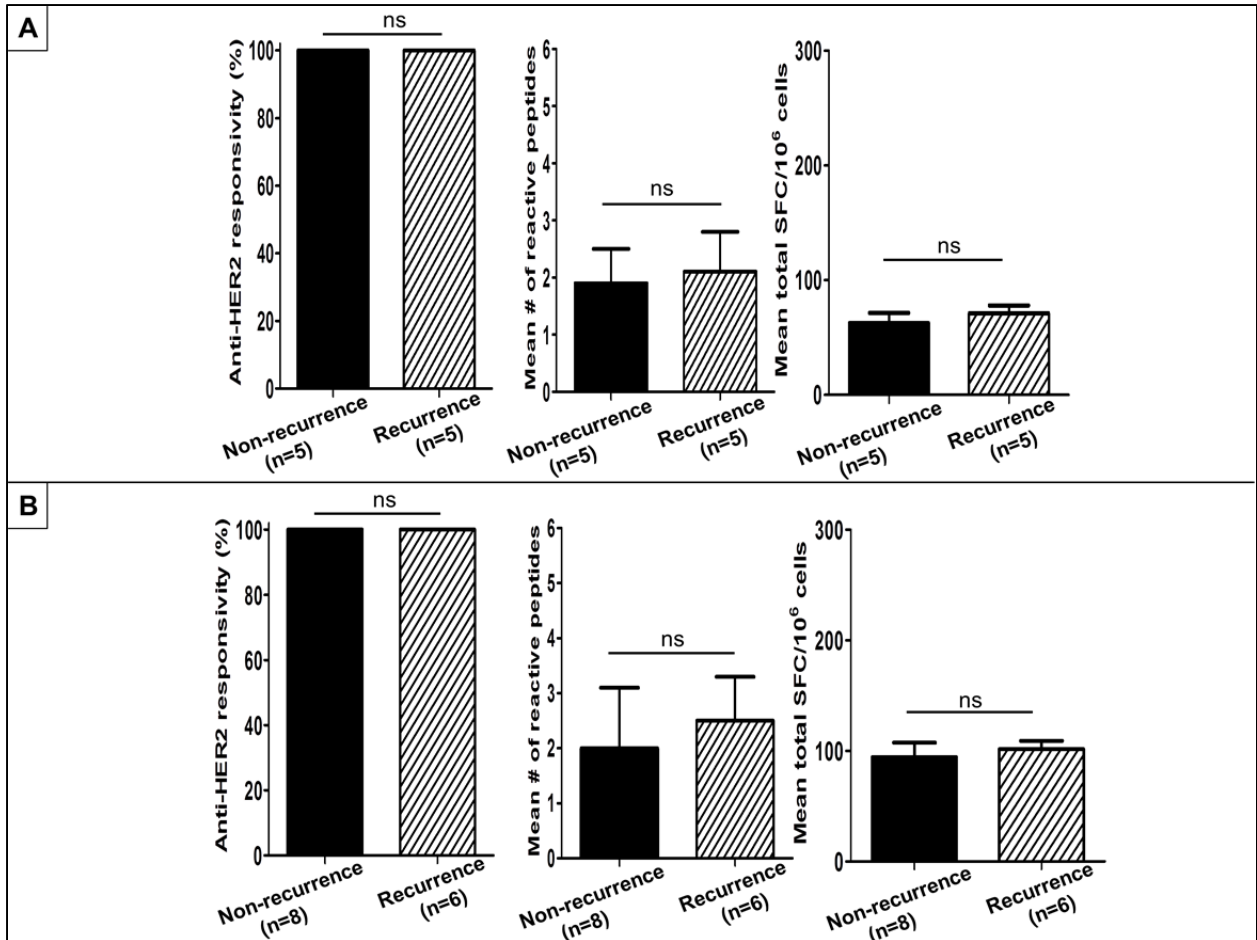 A
Anti-HER2 responsivity (%)
100
80
60
40
20
0
ns
Non-recurrence
(n=5)
Recurrence
(n=5)
Mean # of reactive peptides
6
5
4
3
2
1
0
ns
Non-recurrence
(n=5)
Recurrence
(n=5)
Mean total SFC/10⁶ cells
300
200
100
0
ns
Non-recurrence
(n=5)
Recurrence
(n=5)
B
Anti-HER2 responsivity (%)
100
80
60
40
20
0
ns
Non-recurrence
(n=8)
Recurrence
(n=6)
Mean # of reactive peptides
6
5
4
3
2
1
0
ns
Non-recurrence
(n=8)
Recurrence
(n=6)
Mean total SFC/10⁶ cells
300
200
100
0
ns
Non-recurrence
(n=8)
Recurrence
(n=6)